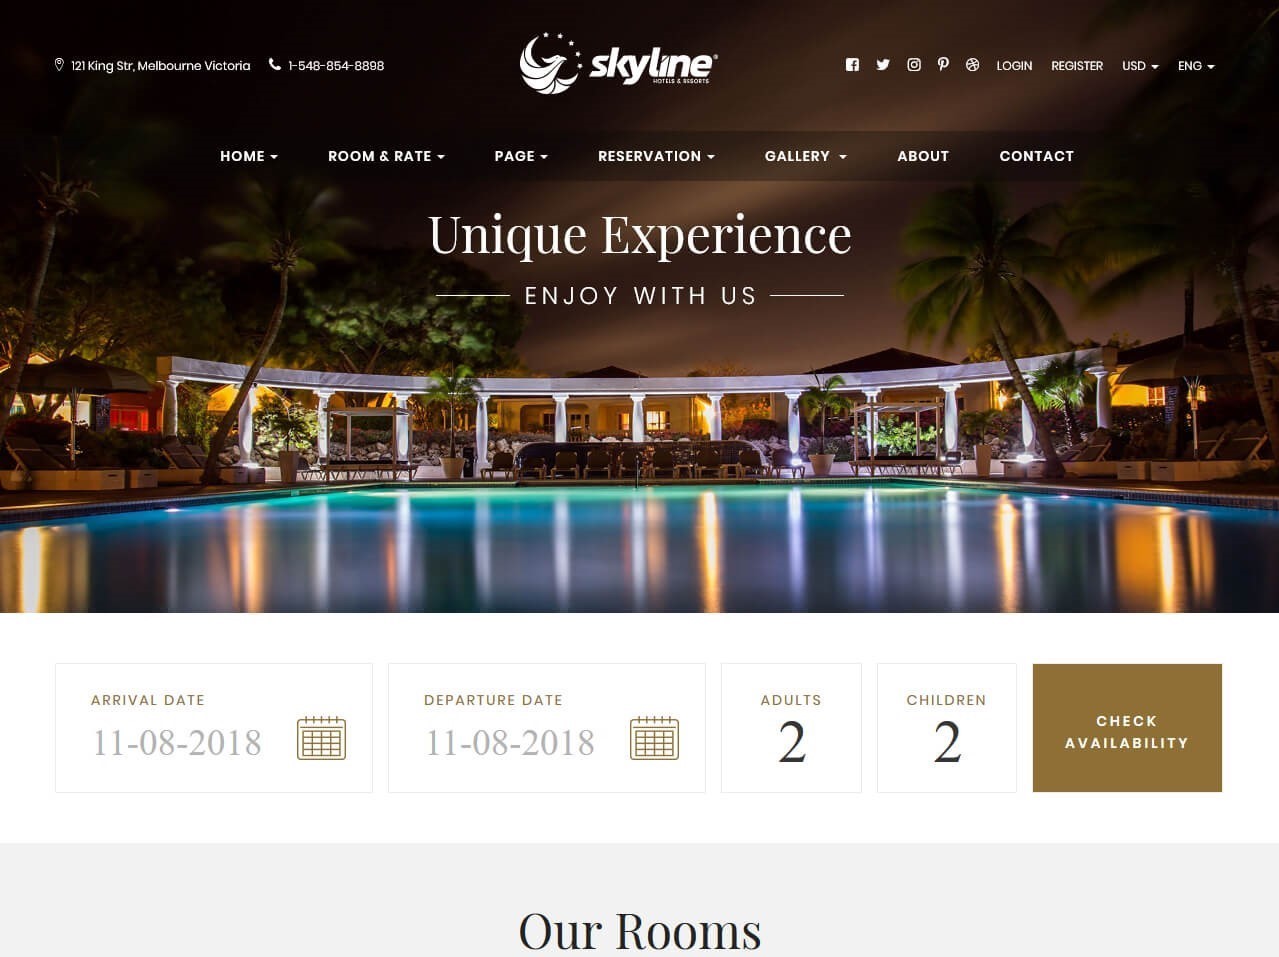 121 King Str, Melbourne Victoria
1-548-854-8898
skyline®
HOTELS & RESORTS
LOGIN
REGISTER
USD
ENG
HOME
ROOM & RATE
PAGE
RESERVATION
GALLERY
ABOUT
CONTACT
Unique Experience
ENJOY WITH US
ARRIVAL DATE
11-08-2018
DEPARTURE DATE
11-08-2018
ADULTS
2
CHILDREN
2
CHECK
AVAILABILITY
Our Rooms